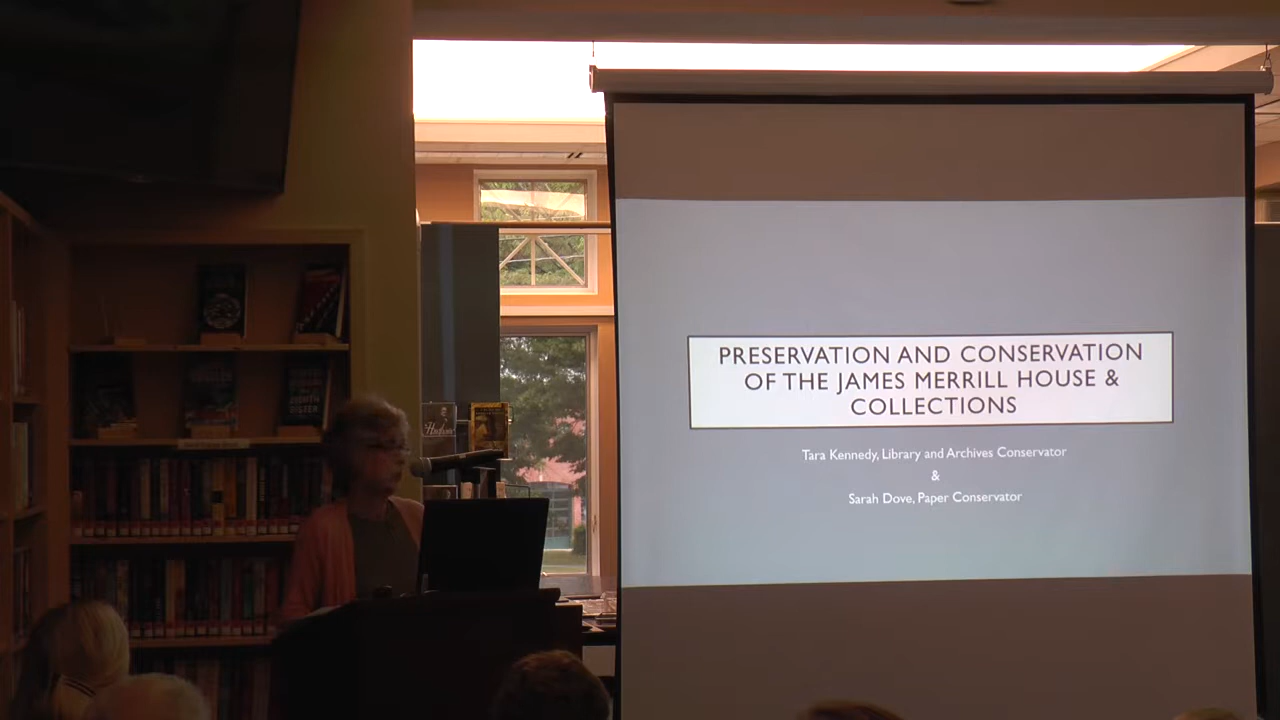 PRESERVATION AND CONSERVATION
OF THE JAMES MERRILL HOUSE &
COLLECTIONS
Tara Kennedy, Library and Archives Conservator
&
Sarah Dove, Paper Conservator